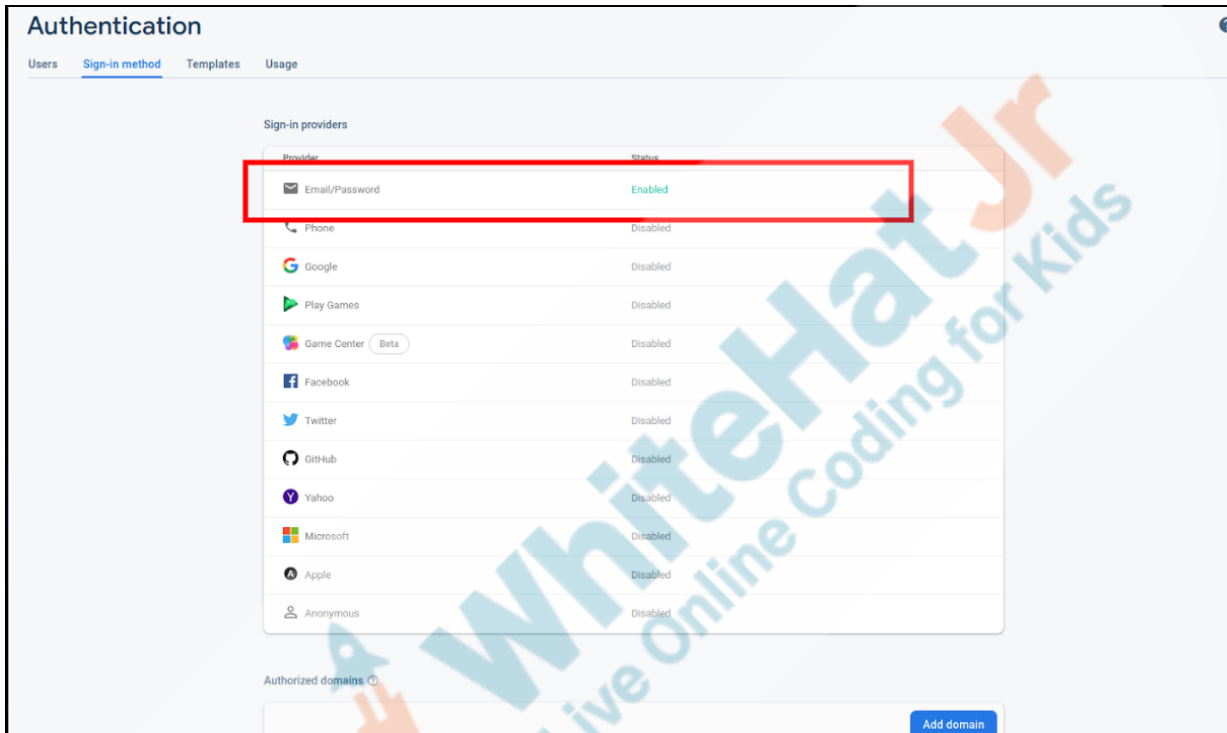 Authentication
Users Sign-in method Templates Usage
Sign-in providers
Provider Status
Email/Password Enabled
Phone Disabled
Google Disabled
Play Games Disabled
Game Center Beta Disabled
Facebook Disabled
Twitter Disabled
GitHub Disabled
Yahoo Disabled
Microsoft Disabled
Apple Disabled
Anonymous Disabled
Authorized domains
Add domain
WhiteHat Jr
Live Online Coding for Kids